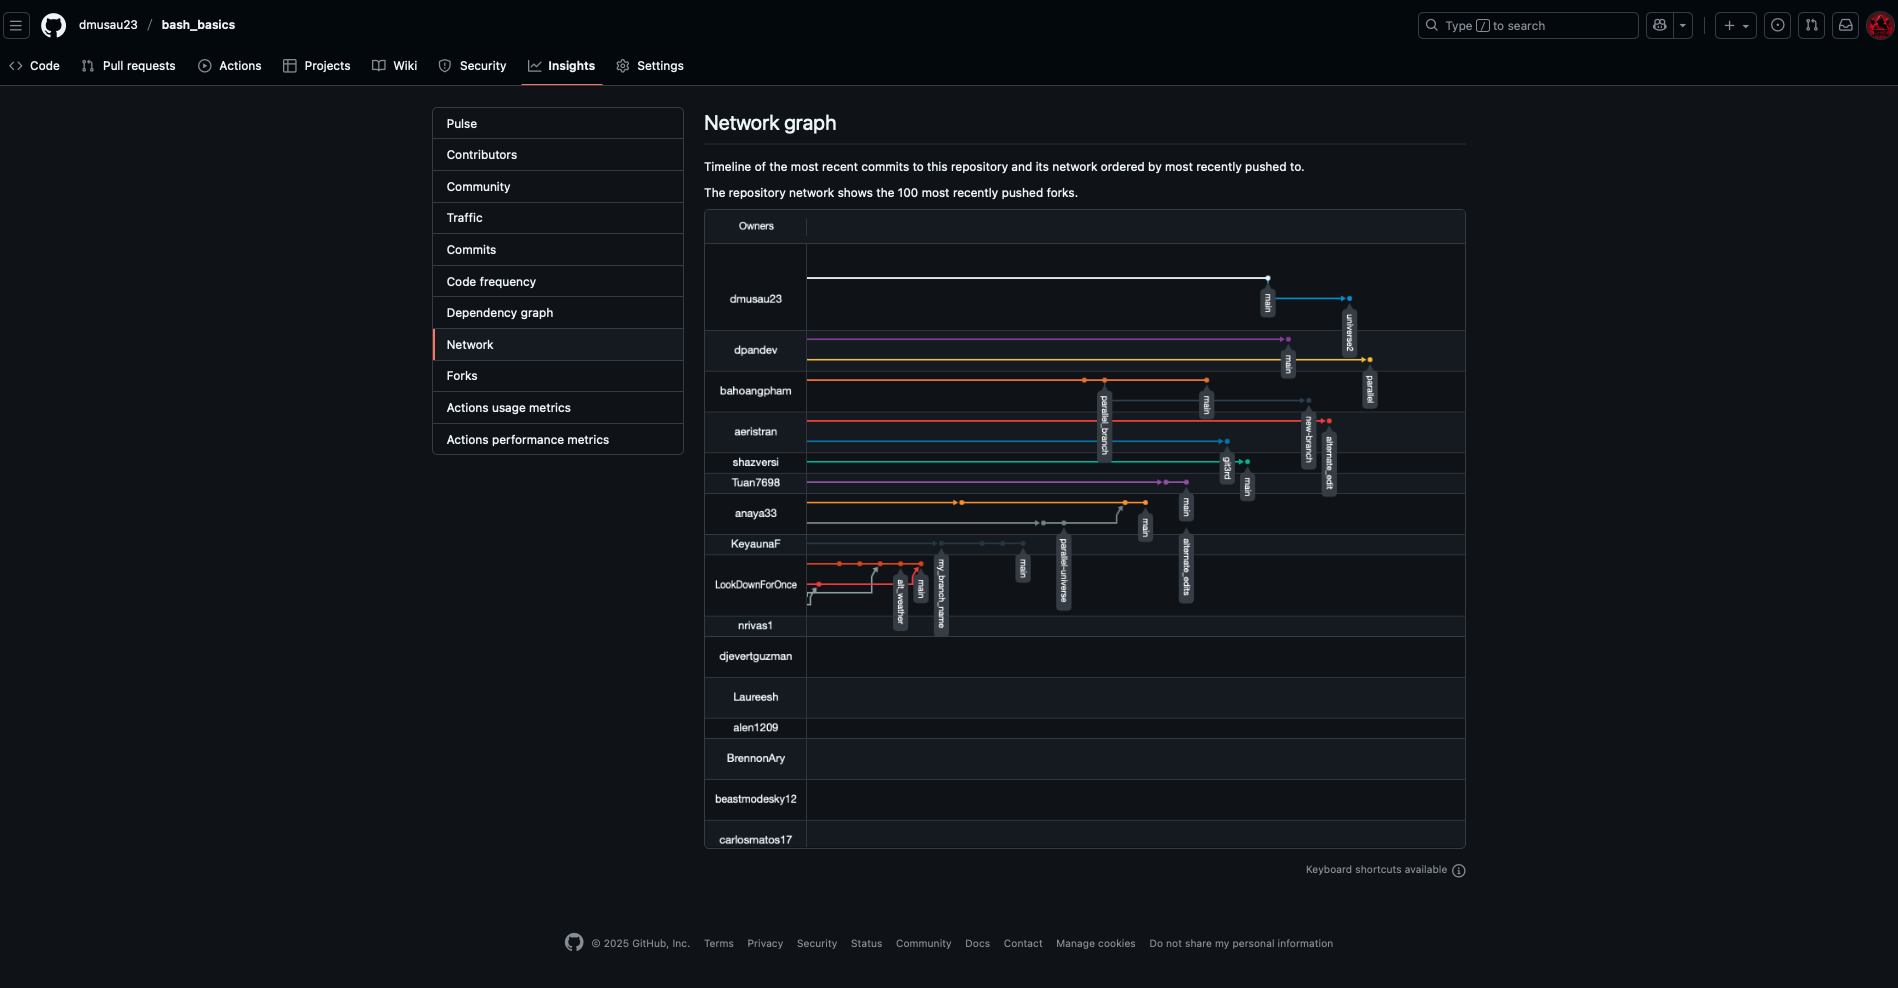 dmusau23 / bash_basics
Type / to search
Code
Pull requests
Actions
Projects
Wiki
Security
Insights
Settings
Pulse
Contributors
Community
Traffic
Commits
Code frequency
Dependency graph
Network
Forks
Actions usage metrics
Actions performance metrics
Network graph
Timeline of the most recent commits to this repository and its network ordered by most recently pushed to.
The repository network shows the 100 most recently pushed forks.
Owners
dmusau23
main
universe2
dpandev
main
parallel
bahoangpham
parallel_branch
main
new-branch
aeristran
git3rd
alternate_edit
shazversi
main
Tuan7698
main
alternate_edits
anaya33
main
parallel-universe
KeyaunaF
my_branch_name
main
LookDownForOnce
alt_weather
main
nrivas1
djevertguzman
Laureesh
alen1209
BrennonAry
beastmodesky12
carlosmatos17
Keyboard shortcuts available
© 2025 GitHub, Inc.
Terms
Privacy
Security
Status
Community
Docs
Contact
Manage cookies
Do not share my personal information